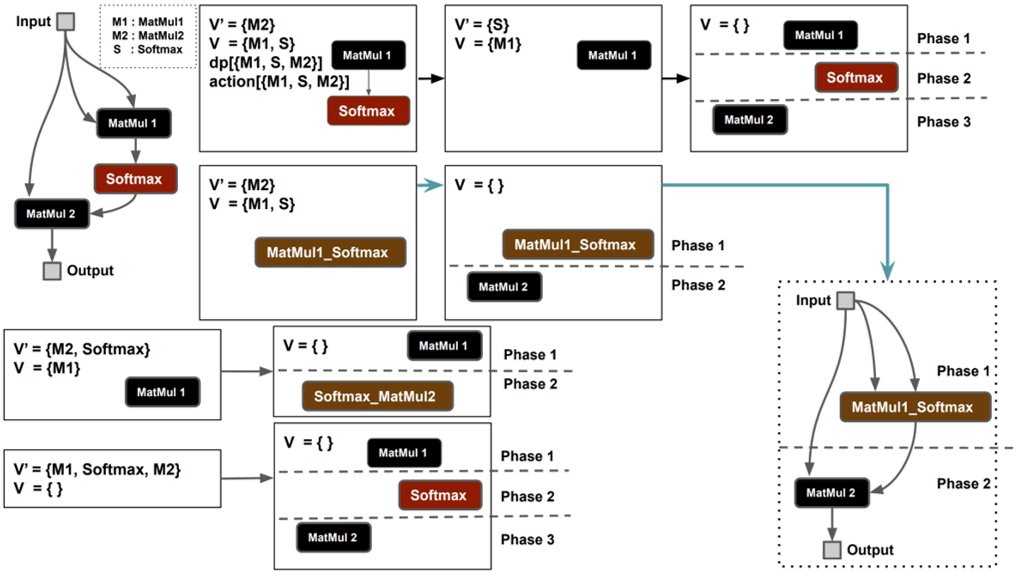 Input
M1 : MatMul1
M2 : MatMul2
S : Softmax
MatMul 1
Softmax
MatMul 2
Output
V' = {M2}
V = {M1, S}
dp[{M1, S, M2}]
action[{M1, S, M2}]
MatMul 1
Softmax
V' = {S}
V = {M1}
MatMul 1
V = { }
MatMul 1
Phase 1
Softmax
Phase 2
MatMul 2
Phase 3
V' = {M2}
V = {M1, S}
MatMul1_Softmax
V = { }
MatMul1_Softmax
Phase 1
MatMul 2
Phase 2
V' = {M2, Softmax}
V = {M1}
MatMul 1
V = { }
MatMul 1
Phase 1
Phase 2
Softmax_MatMul2
V' = {M1, Softmax, M2}
V = { }
V = { }
MatMul 1
Phase 1
Softmax
Phase 2
MatMul 2
Phase 3
Input
Phase 1
MatMul1_Softmax
Phase 2
MatMul 2
Output